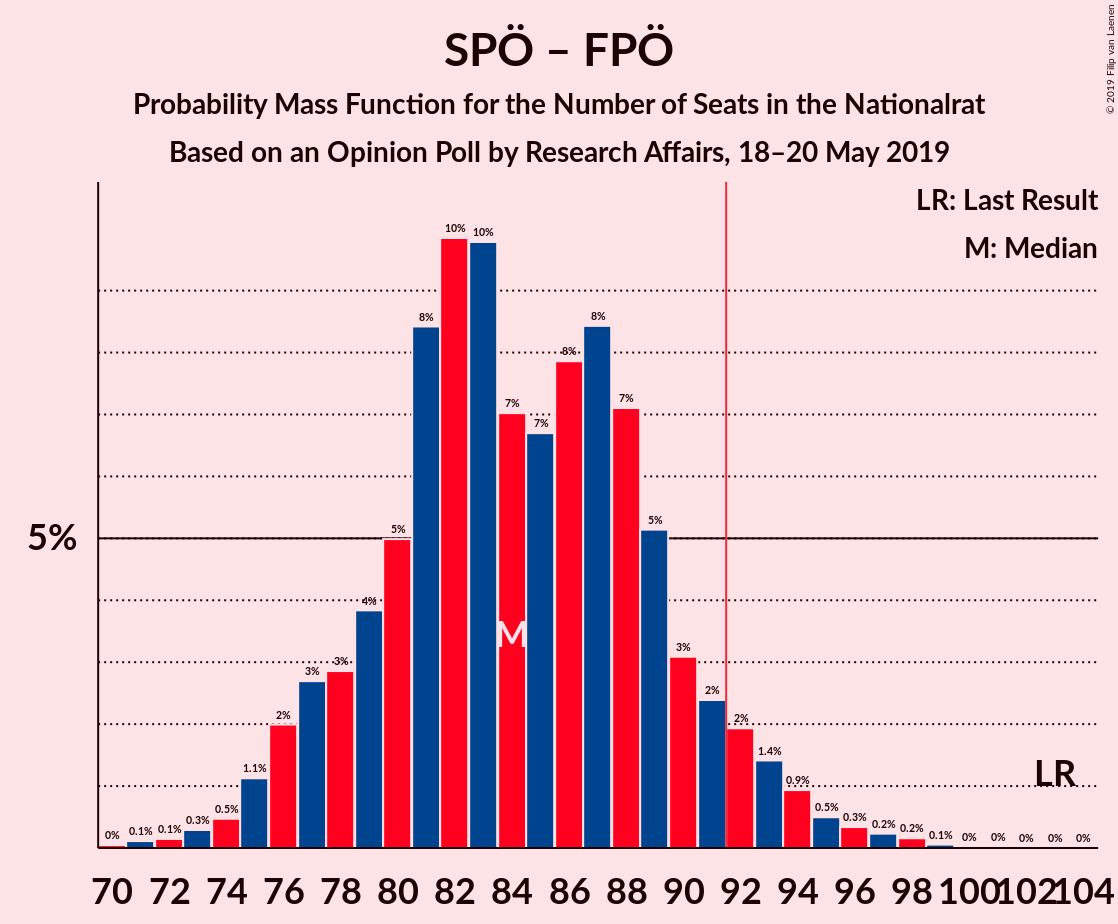 SPÖ – FPÖ
Probability Mass Function for the Number of Seats in the Nationalrat
Based on an Opinion Poll by Research Affairs, 18–20 May 2019
© 2019 Filip van Laenen
LR: Last Result
M: Median
5%
0% 0.1% 0.1% 0.3% 0.5% 1.1% 2% 3% 3% 4% 5% 8% 10% 10% 7% 7% 8% 8% 7% 5% 3% 2% 2% 1.4% 0.9% 0.5% 0.3% 0.2% 0.2% 0.1% 0% 0% 0% 0% 0%
M
LR
70 72 74 76 78 80 82 84 86 88 90 92 94 96 98 100 102 104